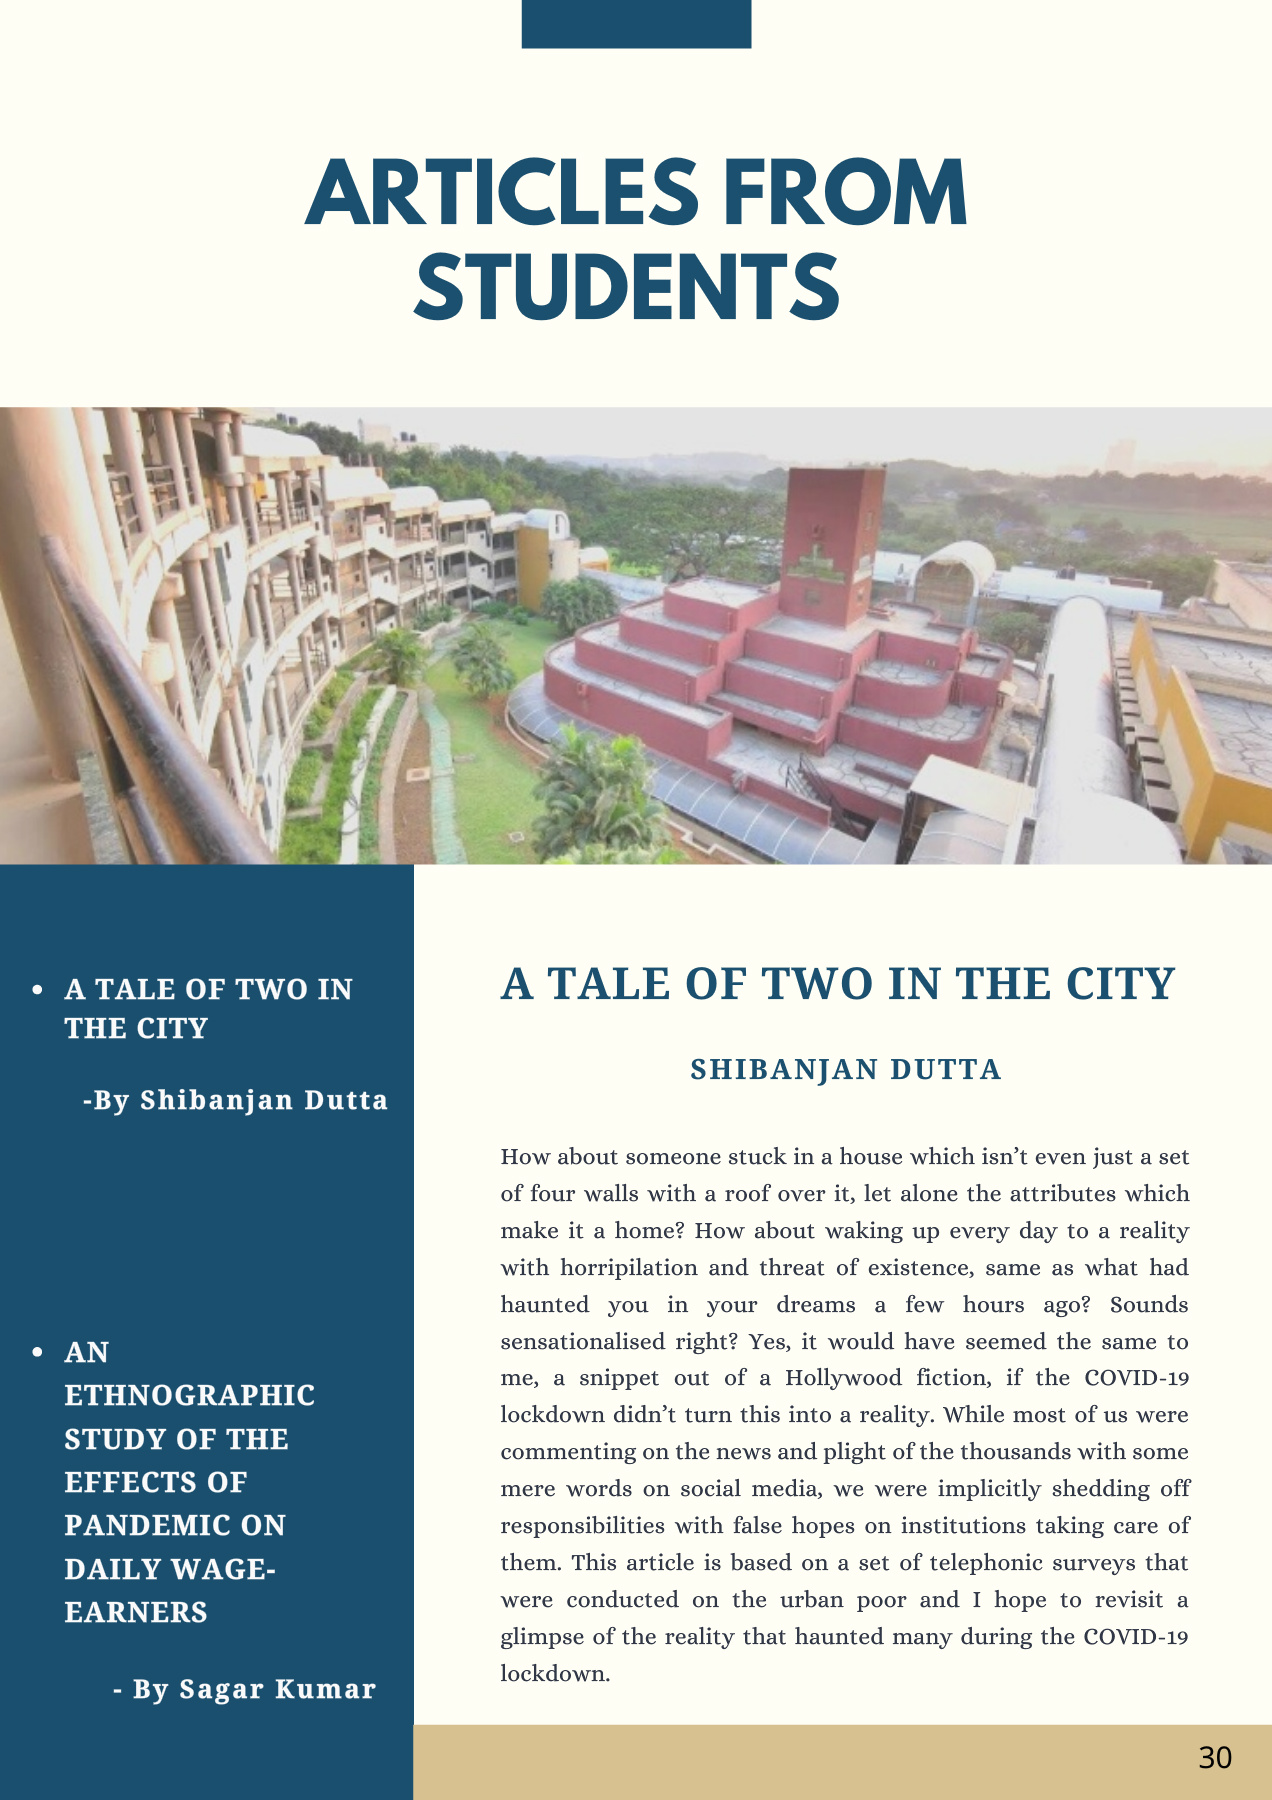 ARTICLES FROM
STUDENTS
• A TALE OF TWO IN
THE CITY
-By Shibanjan Dutta
• AN
ETHNOGRAPHIC
STUDY OF THE
EFFECTS OF
PANDEMIC ON
DAILY WAGE-
EARNERS
- By Sagar Kumar
A TALE OF TWO IN THE CITY
SHIBANJAN DUTTA
How about someone stuck in a house which isn’t even just a set
of four walls with a roof over it, let alone the attributes which
make it a home? How about waking up every day to a reality
with horripilation and threat of existence, same as what had
haunted you in your dreams a few hours ago? Sounds
sensationalised right? Yes, it would have seemed the same to
me, a snippet out of a Hollywood fiction, if the COVID-19
lockdown didn’t turn this into a reality. While most of us were
commenting on the news and plight of the thousands with some
mere words on social media, we were implicitly shedding off
responsibilities with false hopes on institutions taking care of
them. This article is based on a set of telephonic surveys that
were conducted on the urban poor and I hope to revisit a
glimpse of the reality that haunted many during the COVID-19
lockdown.
30